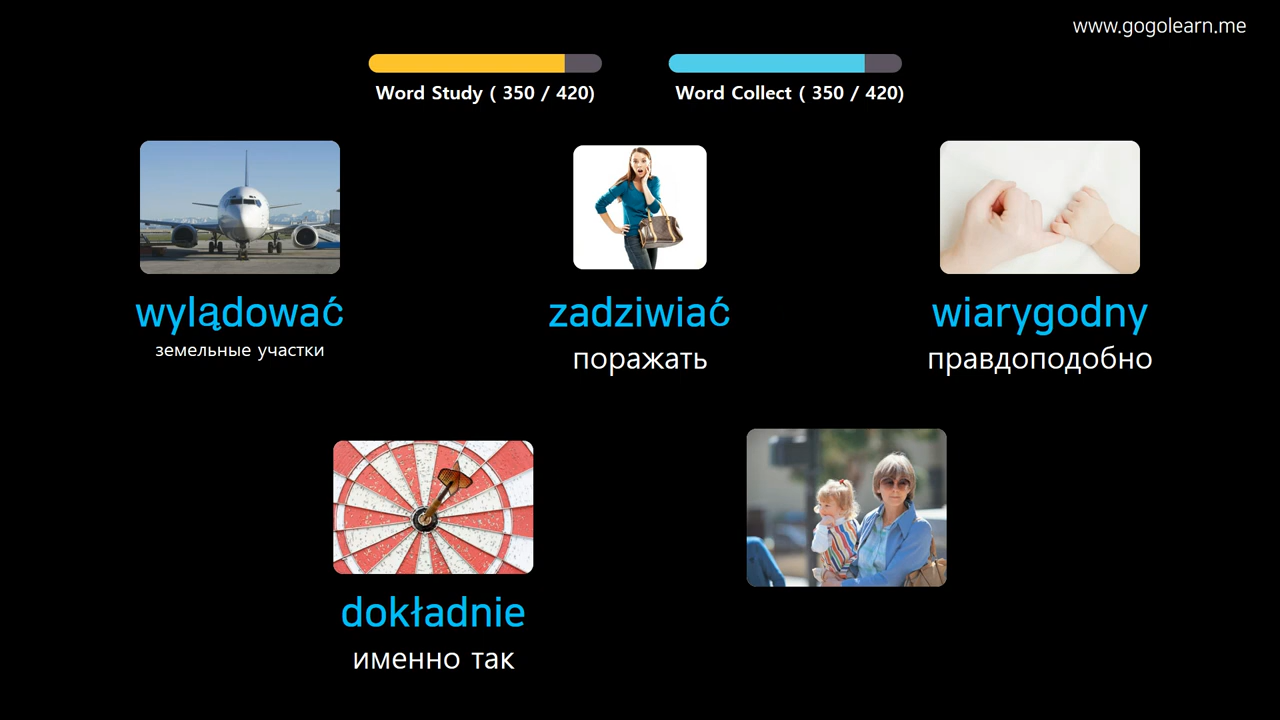 www.gogolearn.me
Word Study ( 350 / 420)
Word Collect ( 350 / 420)
wylądować
земельные участки
zadziwiać
поражать
wiarygodny
правдоподобно
dokładnie
именно так